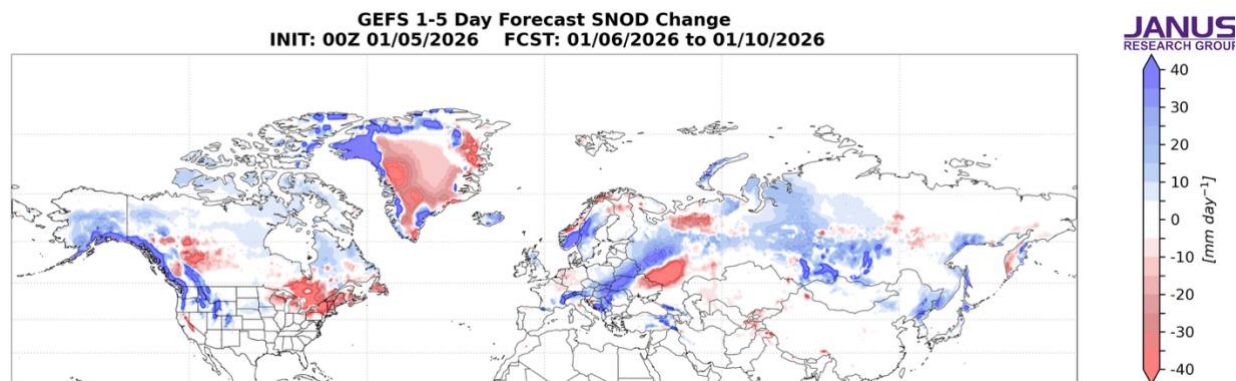 GEFS 1-5 Day Forecast SNOD Change
INIT: 00Z 01/05/2026 FCST: 01/06/2026 to 01/10/2026
JANUS
RESEARCH GROUP
40
30
20
10
0
-10
-20
-30
-40
[mm day⁻¹]